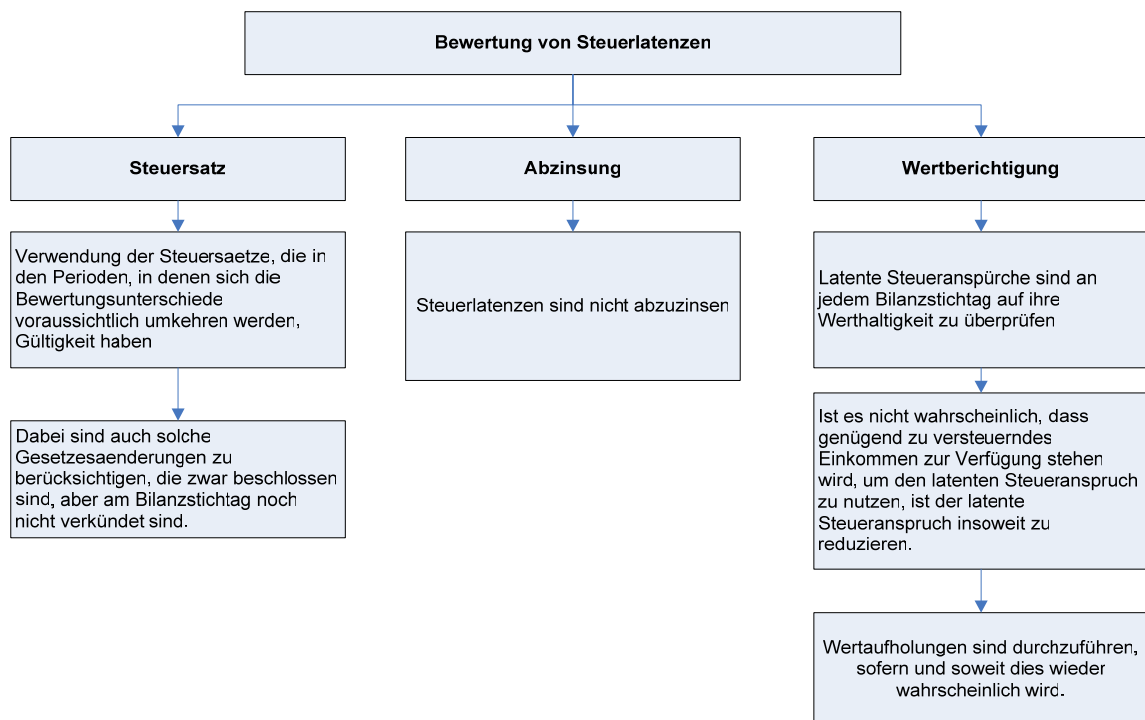 Bewertung von Steuerlatenzen
Steuersatz
Verwendung der Steuersaetze, die in
den Perioden, in denen sich die
Bewertungsunterschiede
voraussichtlich umkehren werden,
Gültigkeit haben
Dabei sind auch solche
Gesetzesaenderungen zu
berücksichtigen, die zwar beschlossen
sind, aber am Bilanzstichtag noch
nicht verkündet sind.
Abzinsung
Steuerlatenzen sind nicht abzuzinsen
Wertberichtigung
Latente Steueranspürche sind an
jedem Bilanzstichtag auf ihre
Werthaltigkeit zu überprüfen
Ist es nicht wahrscheinlich, dass
genügend zu versteuerndes
Einkommen zur Verfügung stehen
wird, um den latenten Steueranspruch
zu nutzen, ist der latente
Steueranspruch insoweit zu
reduzieren.
Wertaufholungen sind durchzuführen,
sofern und soweit dies wieder
wahrscheinlich wird.